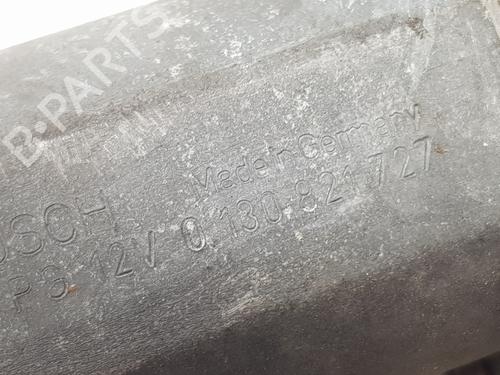 B-PARTS
OSCH Made in Germany
PS 12V 0 130 821 727